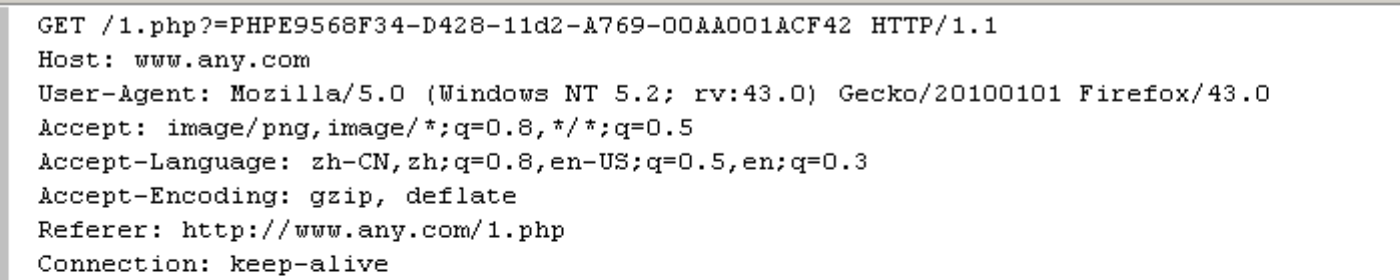 GET /1.php?=PHPE9568F34-D428-11d2-A769-00AA001ACF42 HTTP/1.1
Host: www.any.com
User-Agent: Mozilla/5.0 (Windows NT 5.2; rv:43.0) Gecko/20100101 Firefox/43.0
Accept: image/png,image/*;q=0.8,*/*;q=0.5
Accept-Language: zh-CN,zh;q=0.8,en-US;q=0.5,en;q=0.3
Accept-Encoding: gzip, deflate
Referer: http://www.any.com/1.php
Connection: keep-alive